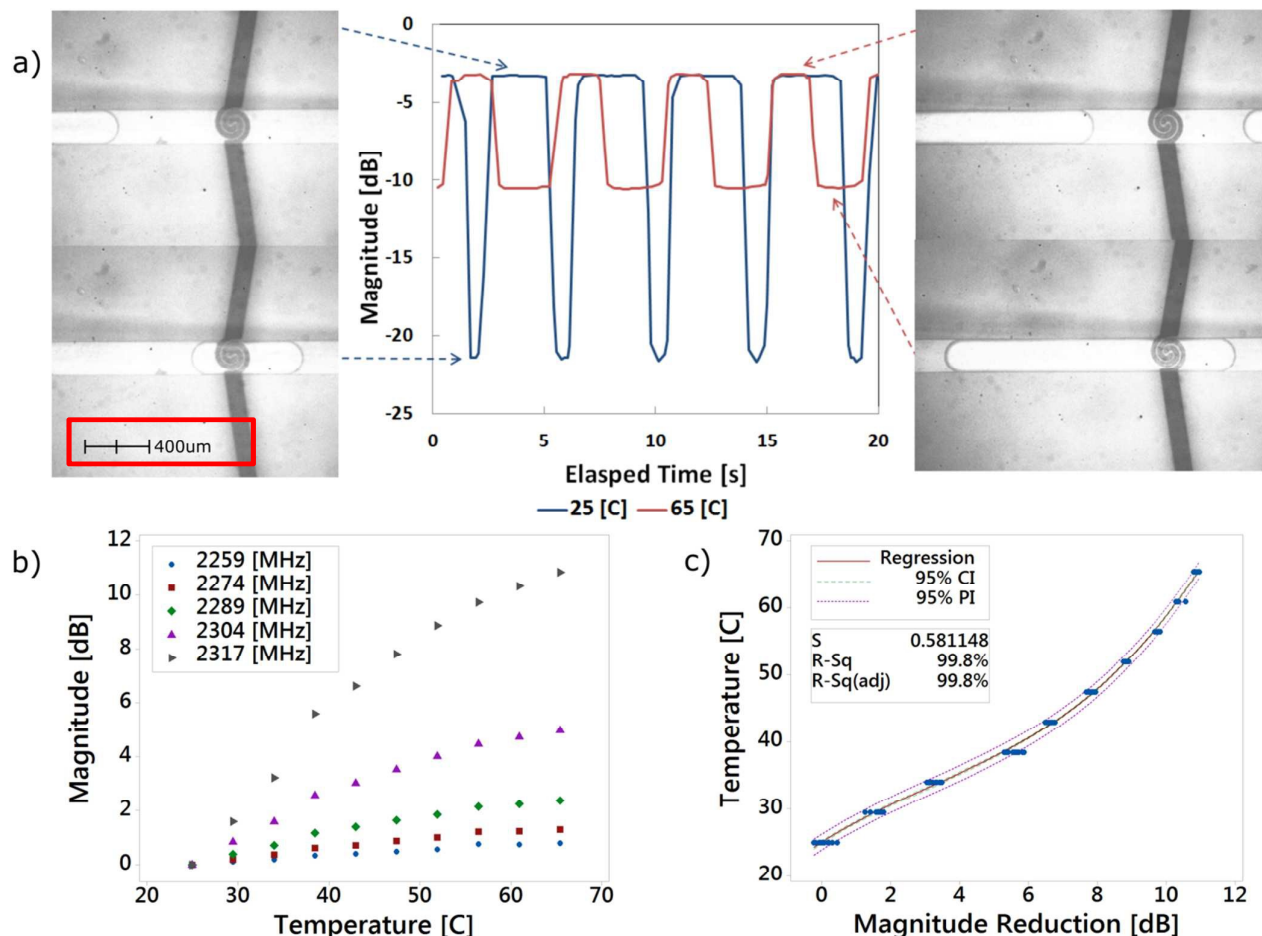 a)
400um
0
-5
-10
-15
-20
-25
Magnitude [dB]
0 5 10 15 20
Elasped Time [s]
25 [C] 65 [C]
b)
12
10
8
6
4
2
0
Magnitude [dB]
2259 [MHz]
2274 [MHz]
2289 [MHz]
2304 [MHz]
2317 [MHz]
20 30 40 50 60 70
Temperature [C]
c)
70
60
50
40
30
20
Temperature [C]
Regression
95% CI
95% PI
S 0.581148
R-Sq 99.8%
R-Sq(adj) 99.8%
0 2 4 6 8 10 12
Magnitude Reduction [dB]